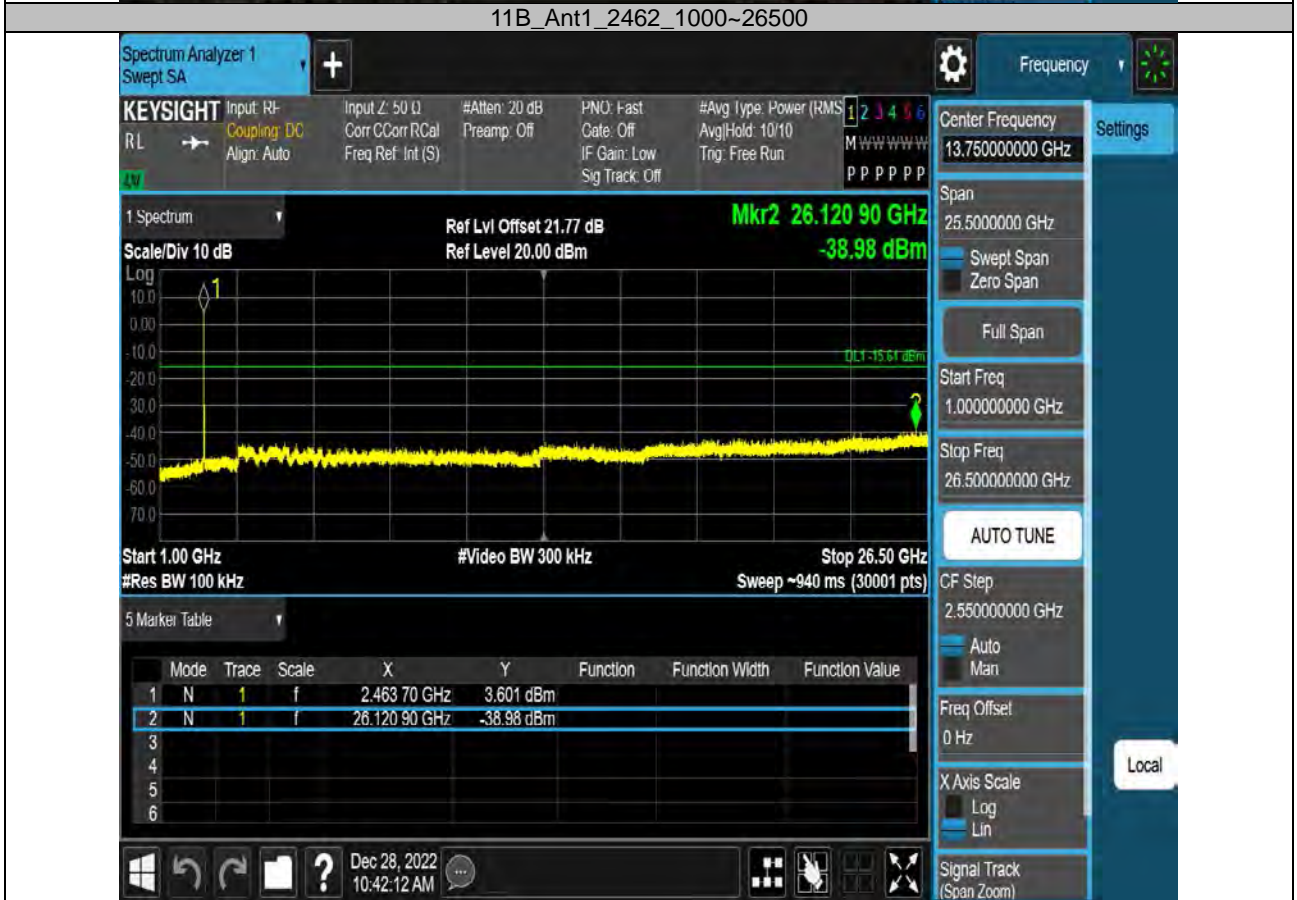 11B_Ant1_2462_1000~26500
Spectrum Analyzer 1
Swept SA
+
Frequency
KEYSIGHT
RL
Input: RF
Coupling: DC
Align: Auto
Input Z: 50 Ω
Corr CCorr RCal
Freq Ref: Int (S)
#Atten: 20 dB
Preamp: Off
PNO: Fast
Gate: Off
IF Gain: Low
Sig Track: Off
#Avg Type: Power (RMS
Avg|Hold: 10/10
Trig: Free Run
1 2 3 4 5 6
M W W W W W
P P P P P P
1 Spectrum
Scale/Div 10 dB
Ref Lvl Offset 21.77 dB
Ref Level 20.00 dBm
Mkr2 26.120 90 GHz
-38.98 dBm
Log
10.0
0.00
-10.0
-20.0
-30.0
-40.0
-50.0
-60.0
-70.0
1
DL1 -15.61 dBm
Start 1.00 GHz
#Video BW 300 kHz
Stop 26.50 GHz
#Res BW 100 kHz
Sweep ~940 ms (30001 pts)
5 Marker Table
Mode Trace Scale X Y Function Function Width Function Value
1 N 1 f 2.463 70 GHz 3.601 dBm
2 N 1 f 26.120 90 GHz -38.98 dBm
3
4
5
6
?
Dec 28, 2022
10:42:12 AM
Center Frequency
13.750000000 GHz
Settings
Span
25.5000000 GHz
Swept Span
Zero Span
Full Span
Start Freq
1.000000000 GHz
Stop Freq
26.500000000 GHz
AUTO TUNE
CF Step
2.550000000 GHz
Auto
Man
Freq Offset
0 Hz
X Axis Scale
Log
Lin
Local
Signal Track
(Span Zoom)